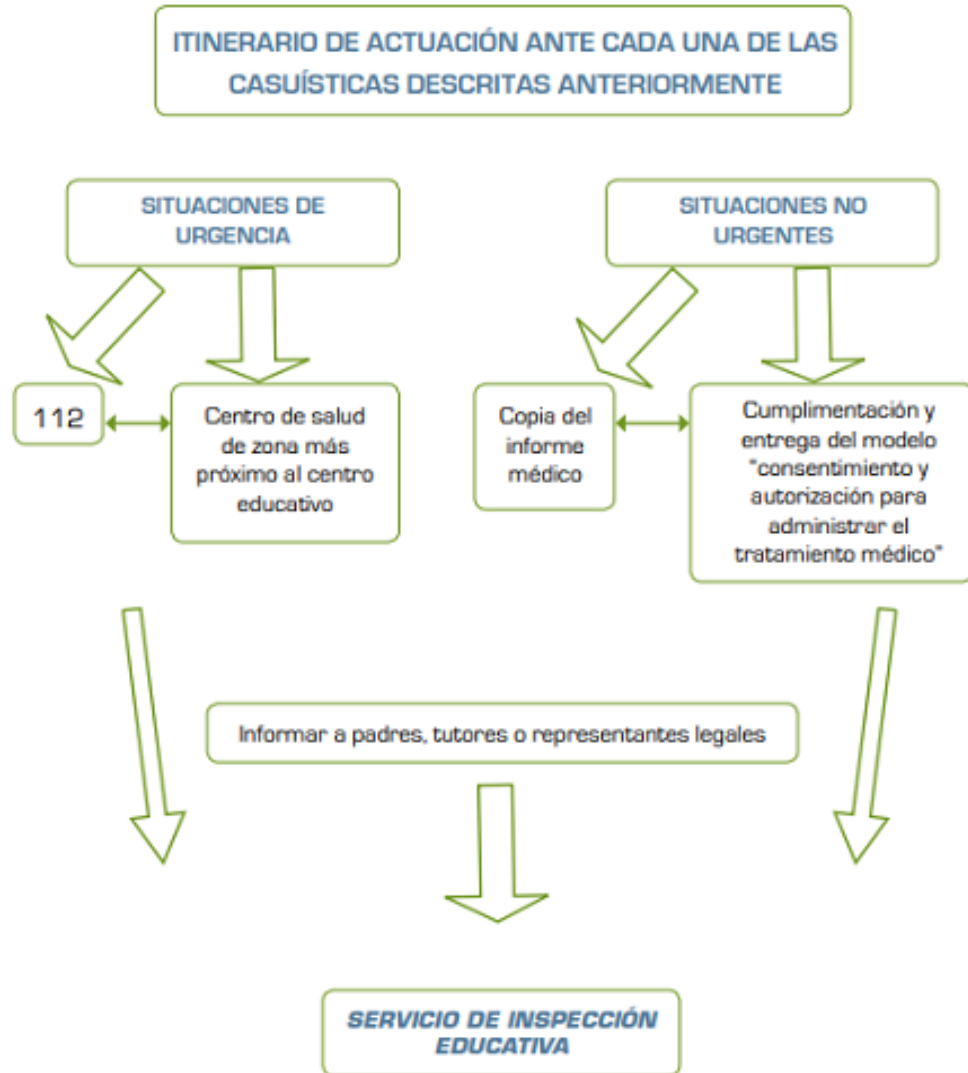 ITINERARIO DE ACTUACIÓN ANTE CADA UNA DE LAS
CASUÍSTICAS DESCRITAS ANTERIORMENTE
SITUACIONES DE
URGENCIA
SITUACIONES NO
URGENTES
112
Centro de salud
de zona más
próximo al centro
educativo
Copia del
informe
médico
Cumplimentación y
entrega del modelo
"consentimiento y
autorización para
administrar el
tratamiento médico"
Informar a padres, tutores o representantes legales
SERVICIO DE INSPECCIÓN
EDUCATIVA